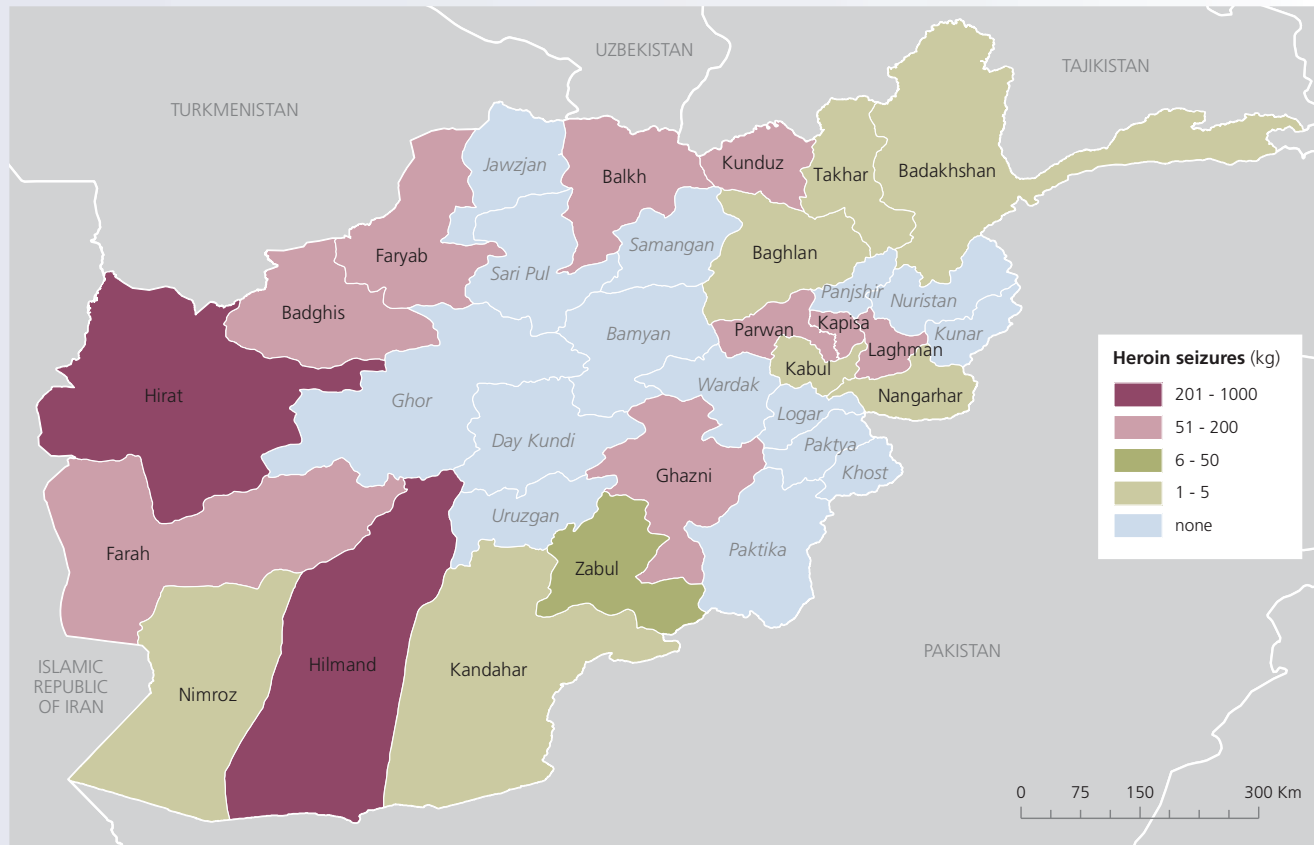 UZBEKISTAN
TAJIKISTAN
TURKMENISTAN
Jawzjan
Balkh
Kunduz
Takhar
Badakhshan
Faryab
Samangan
Baghlan
Sari Pul
Panjshir
Nuristan
Badghis
Bamyan
Parwan
Kapisa
Kunar
Laghman
Kabul
Hirat
Ghor
Wardak
Nangarhar
Logar
Day Kundi
Paktya
Khost
Ghazni
Uruzgan
Farah
Zabul
Paktika
Hilmand
Kandahar
Nimroz
ISLAMIC
REPUBLIC
OF IRAN
PAKISTAN
Heroin seizures (kg)
201 - 1000
51 - 200
6 - 50
1 - 5
none
0 75 150 300 Km